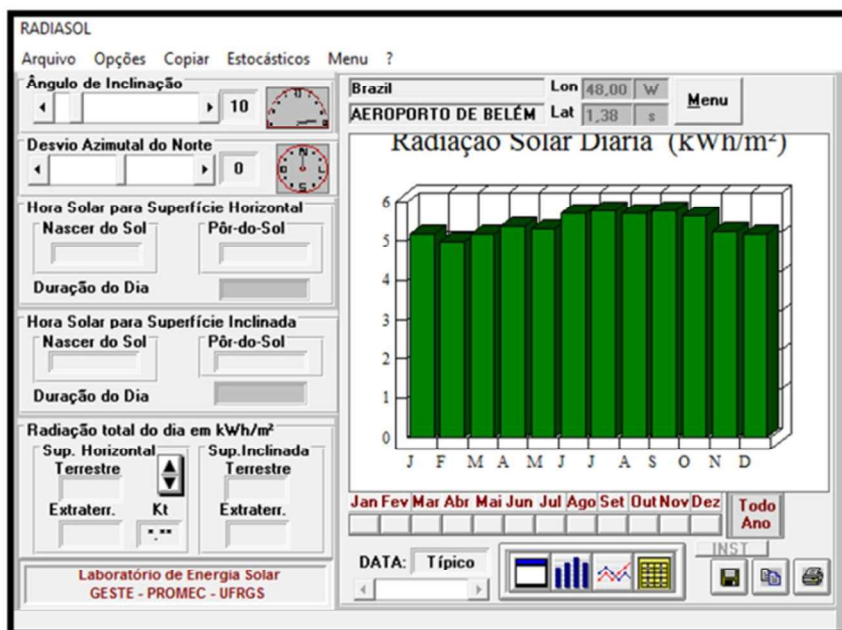 RADIASOL
Arquivo Opções Copiar Estocásticos Menu ?
Ângulo de Inclinação
10
Desvio Azimutal do Norte
0
N
O L
S
Hora Solar para Superfície Horizontal
Nascer do Sol Pôr-do-Sol
Duração do Dia
Hora Solar para Superfície Inclinada
Nascer do Sol Pôr-do-Sol
Duração do Dia
Radiação total do dia em kWh/m²
Sup. Horizontal Sup.Inclinada
Terrestre Terrestre
Extraterr. Kt Extraterr.
*.**
Laboratório de Energia Solar
GESTE - PROMEC - UFRGS
Brazil Lon 48,00 W
AEROPORTO DE BELÉM Lat 1,38 s
Menu
Radiação Solar Diária (kWh/m²)
6
5
4
3
2
1
0
J F M A M J J A S O N D
Jan Fev Mar Abr Mai Jun Jul Ago Set Out Nov Dez
Todo
Ano
INST
DATA: Típico